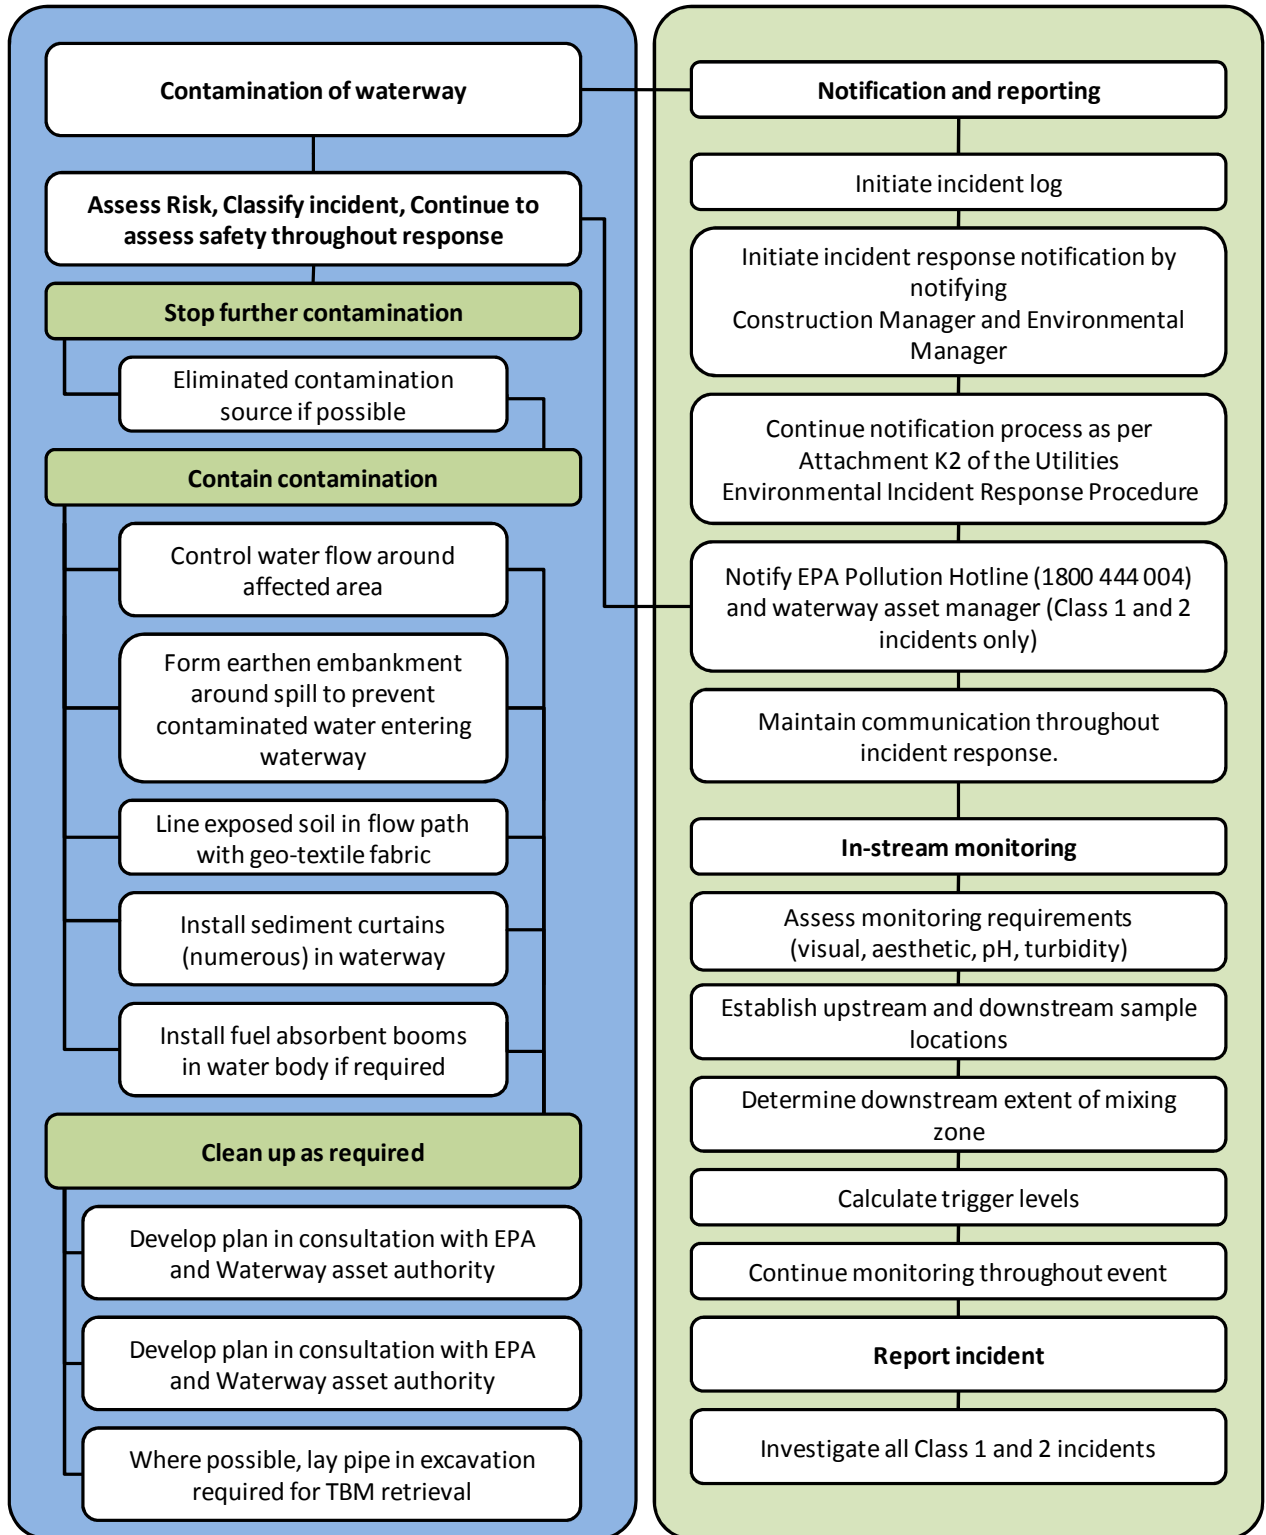 Contamination of waterway
Assess Risk, Classify incident, Continue to
assess safety throughout response
Stop further contamination
Eliminated contamination
source if possible
Contain contamination
Control water flow around
affected area
Form earthen embankment
around spill to prevent
contaminated water entering
waterway
Line exposed soil in flow path
with geo-textile fabric
Install sediment curtains
(numerous) in waterway
Install fuel absorbent booms
in water body if required
Clean up as required
Develop plan in consultation with EPA
and Waterway asset authority
Develop plan in consultation with EPA
and Waterway asset authority
Where possible, lay pipe in excavation
required for TBM retrieval
Notification and reporting
Initiate incident log
Initiate incident response notification by
notifying
Construction Manager and Environmental
Manager
Continue notification process as per
Attachment K2 of the Utilities
Environmental Incident Response Procedure
Notify EPA Pollution Hotline (1800 444 004)
and waterway asset manager (Class 1 and 2
incidents only)
Maintain communication throughout
incident response.
In-stream monitoring
Assess monitoring requirements
(visual, aesthetic, pH, turbidity)
Establish upstream and downstream sample
locations
Determine downstream extent of mixing
zone
Calculate trigger levels
Continue monitoring throughout event
Report incident
Investigate all Class 1 and 2 incidents